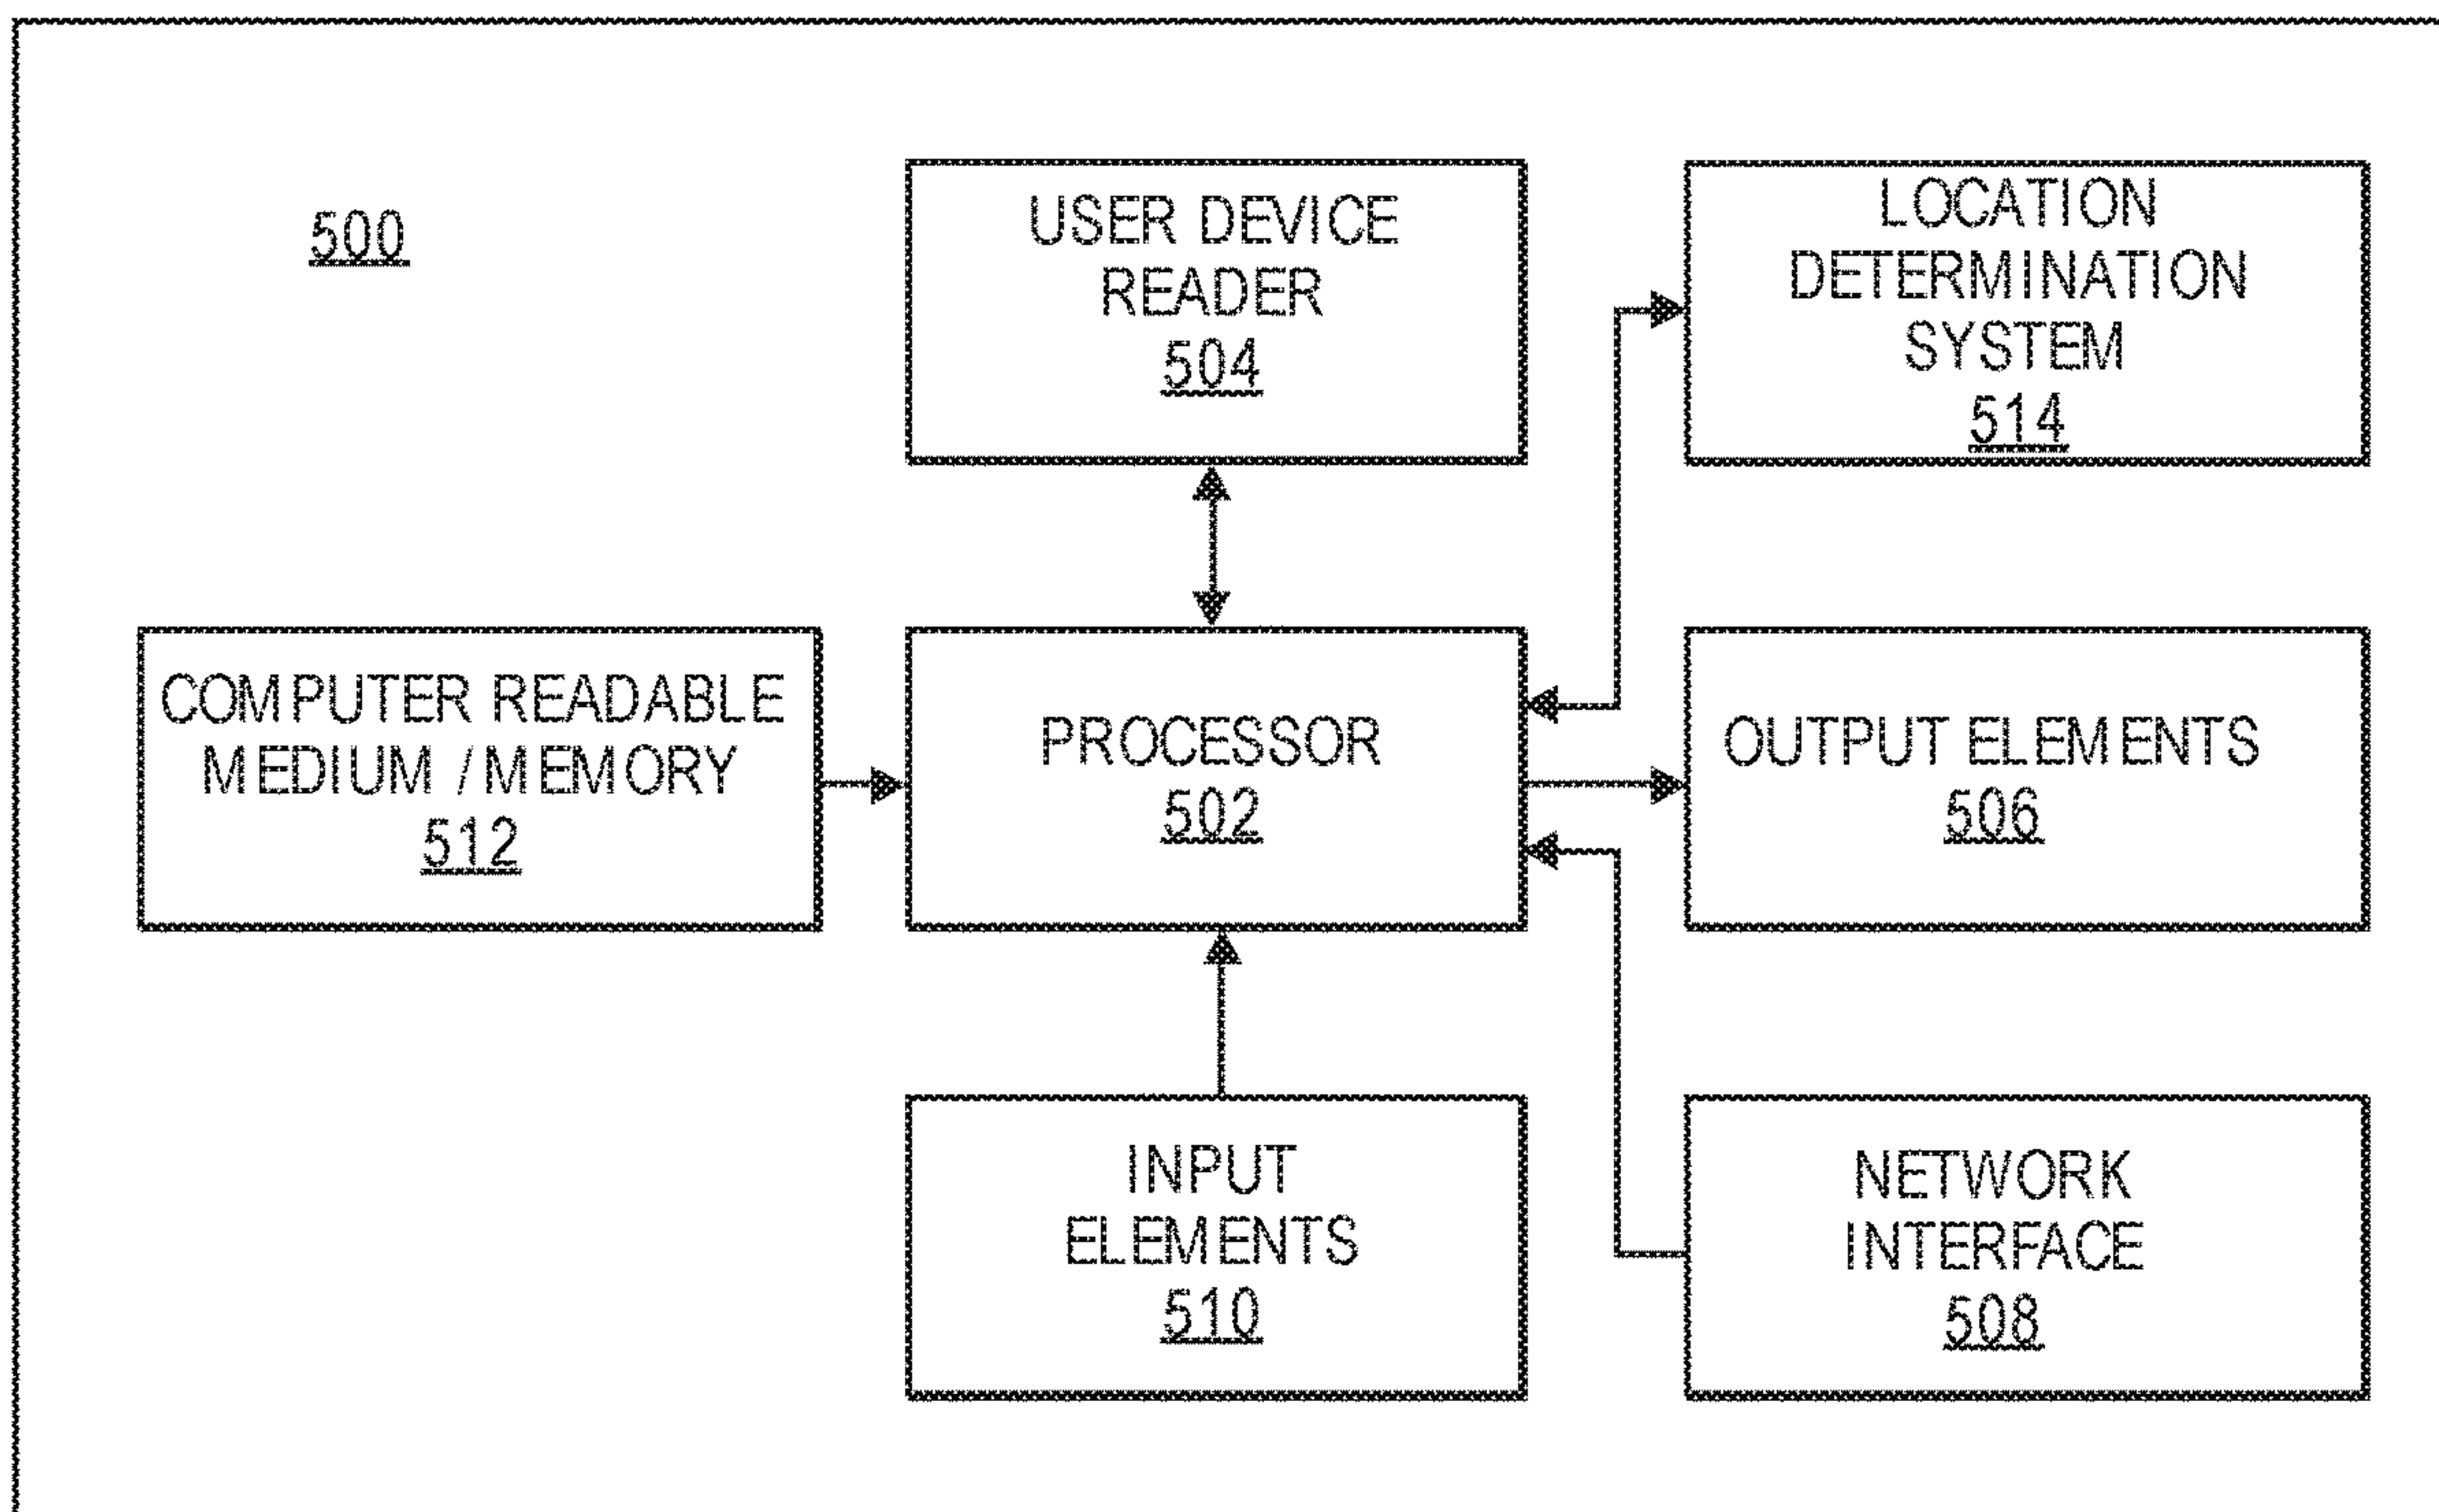 500
USER DEVICE
READER
504
LOCATION
DETERMINATION
SYSTEM
514
COMPUTER READABLE
MEDIUM / MEMORY
512
PROCESSOR
502
OUTPUT ELEMENTS
506
INPUT
ELEMENTS
510
NETWORK
INTERFACE
508